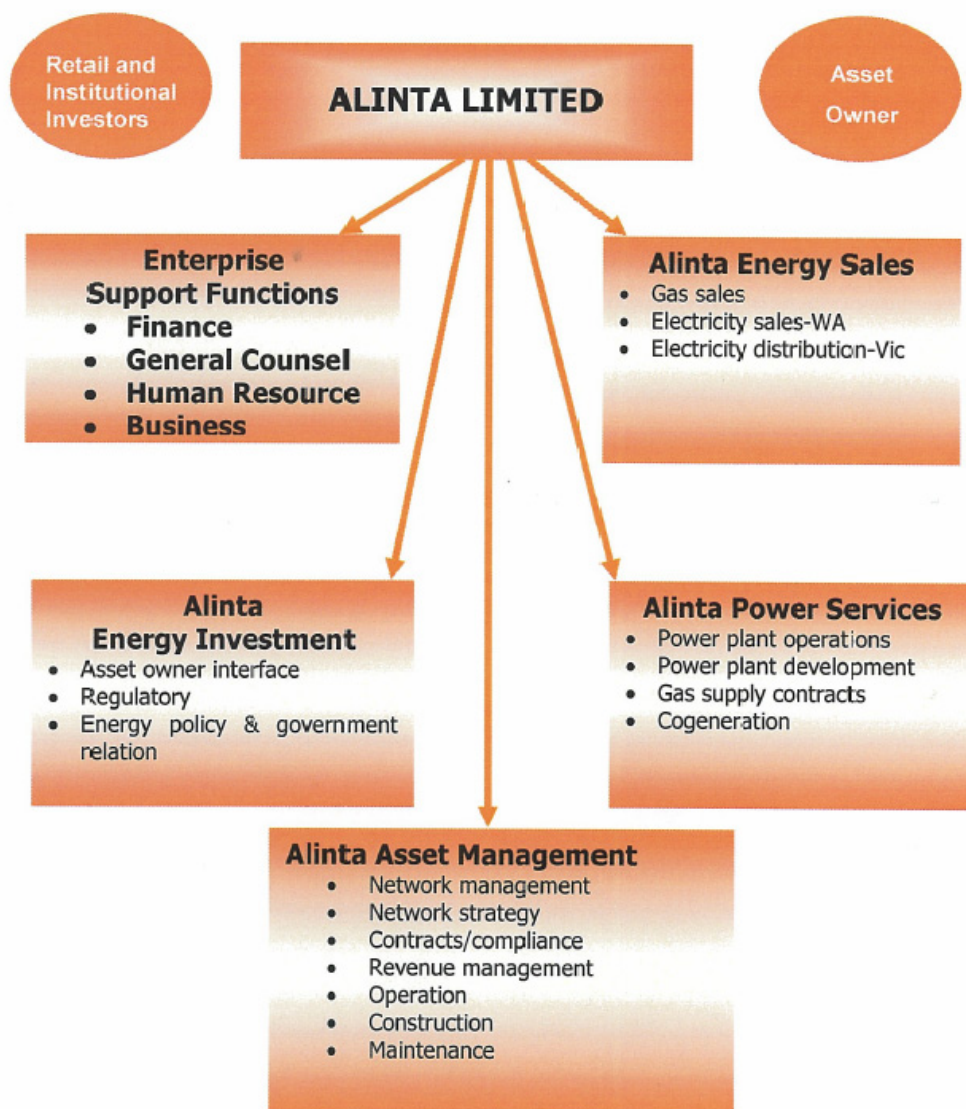 Retail and
Institutional
Investors
ALINTA LIMITED
Asset
Owner
Enterprise
Support Functions
• Finance
• General Counsel
• Human Resource
• Business
Alinta Energy Sales
• Gas sales
• Electricity sales-WA
• Electricity distribution-Vic
Alinta
Energy Investment
• Asset owner interface
• Regulatory
• Energy policy & government
relation
Alinta Power Services
• Power plant operations
• Power plant development
• Gas supply contracts
• Cogeneration
Alinta Asset Management
• Network management
• Network strategy
• Contracts/compliance
• Revenue management
• Operation
• Construction
• Maintenance